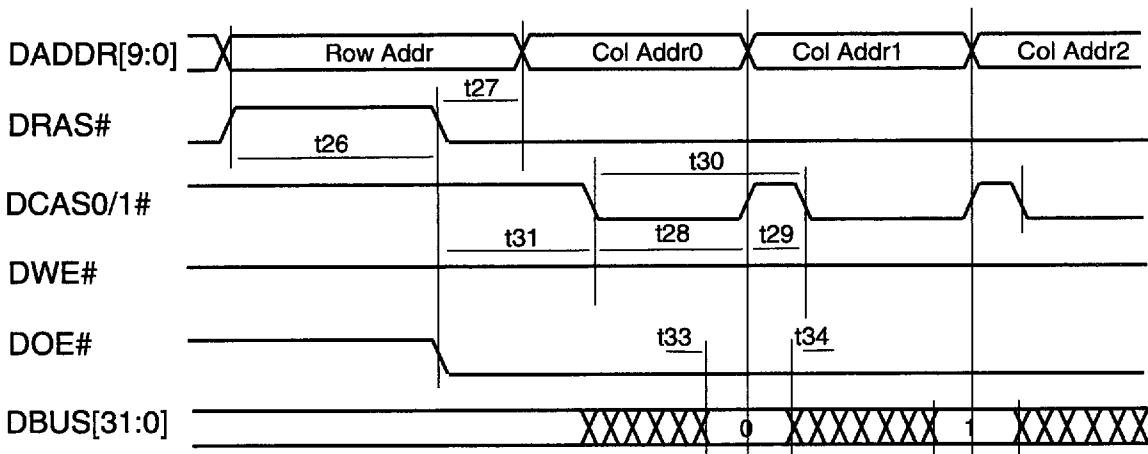 DADDR[9:0] Row Addr Col Addr0 Col Addr1 Col Addr2
t27
DRAS#
t26
t30
DCAS0/1#
t31 t28 t29
DWE#
t33 t34
DOE#
DBUS[31:0] 0 1